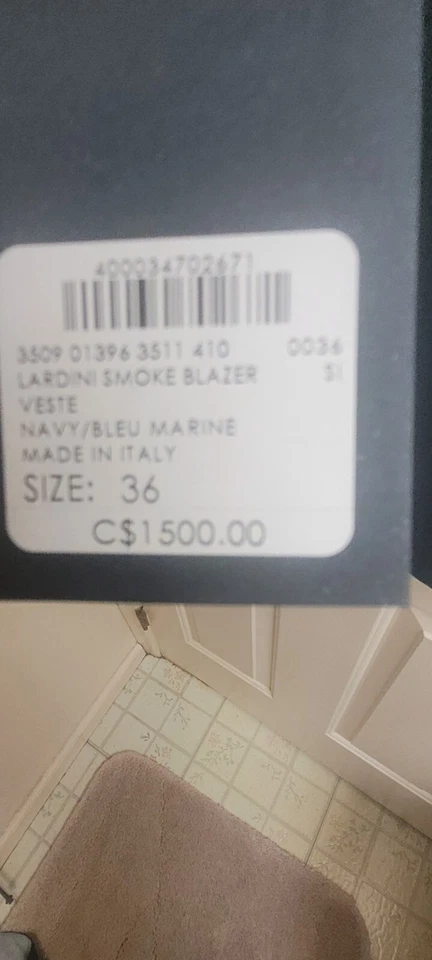 400034702671
3509 01396 3511 410 0036
LARDINI SMOKE BLAZER SI
VESTE
NAVY/BLEU MARINE
MADE IN ITALY
SIZE: 36
C$1500.00